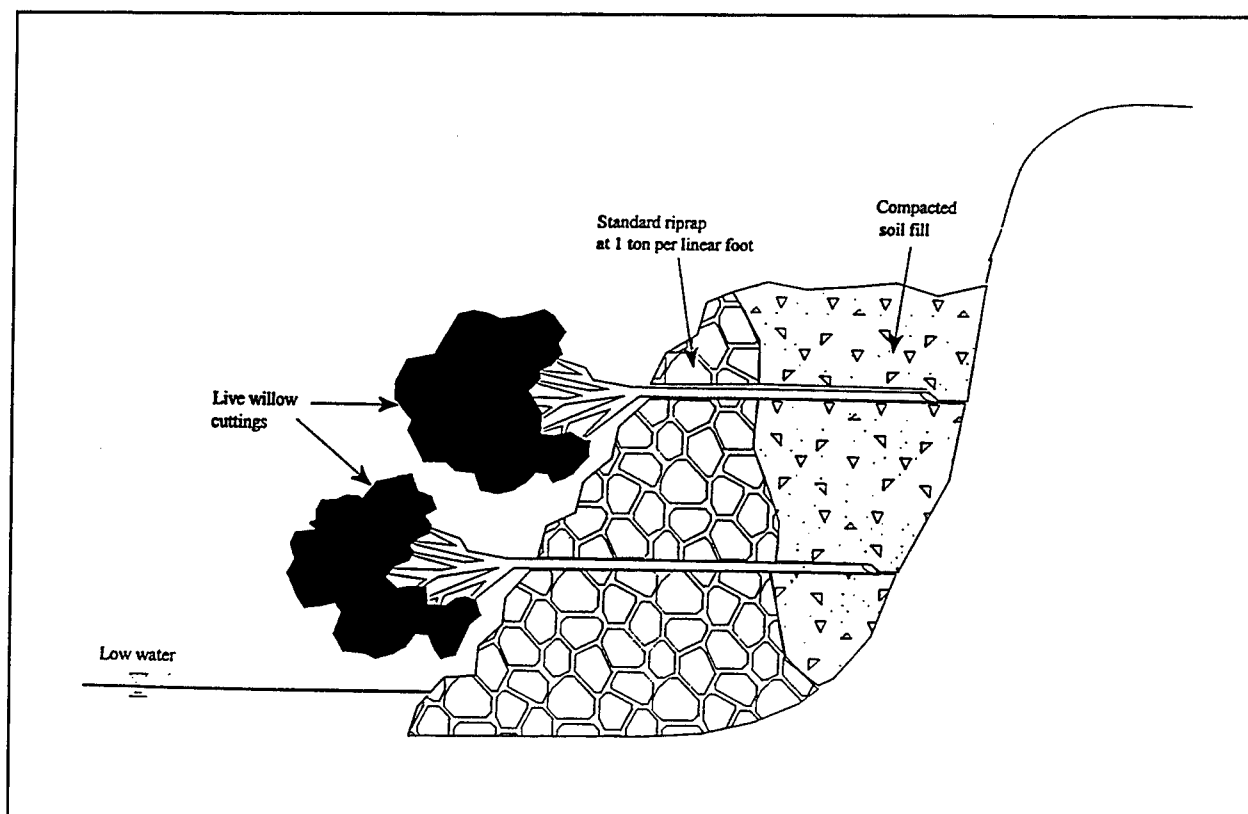 Standard riprap
at 1 ton per linear foot
Compacted
soil fill
Live willow
cuttings
Low water